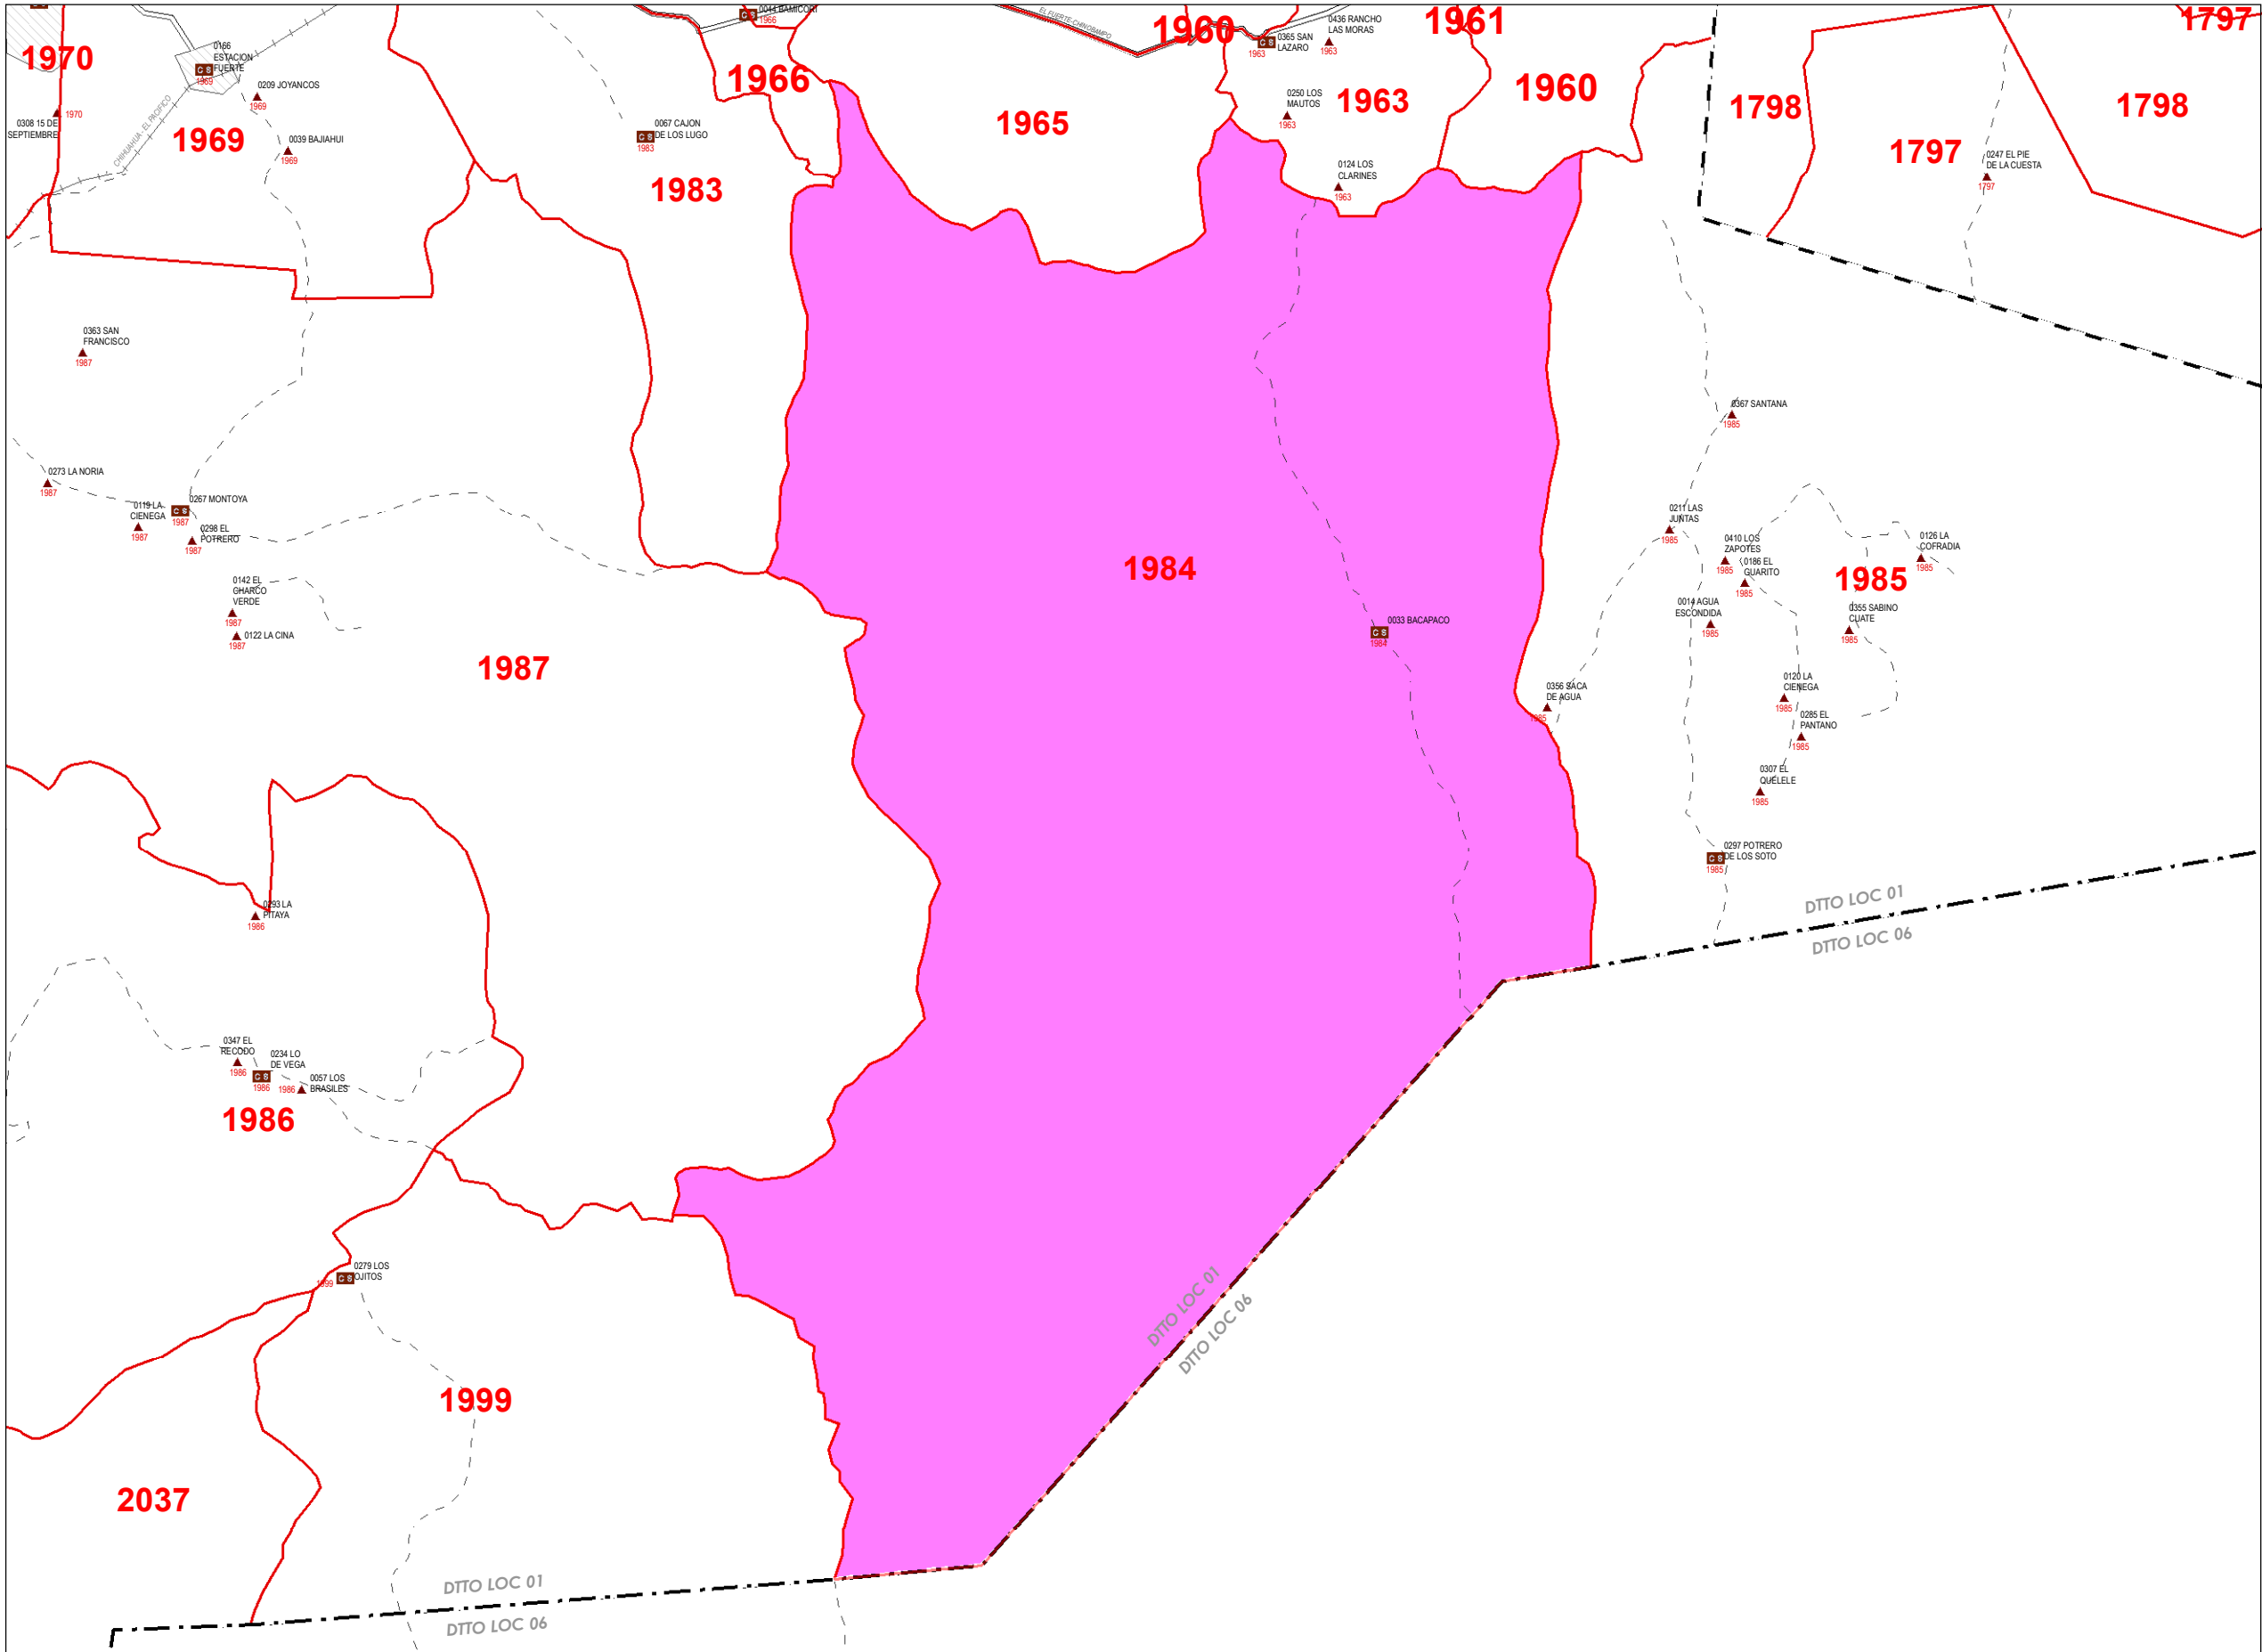 0044 BAMICORI
1966
EL FUERTE-CHINOBAMPO
1960
0365 SAN
LAZARO
1963
0436 RANCHO
LAS MORAS
1963
1961
1797
1970
0166
ESTACION
FUERTE
1969
0209 JOYANCOS
1969
1970
0308 15 DE
SEPTIEMBRE
CHIHUAHUA - EL PACIFICO
1969
0039 BAJIAHUI
1969
0067 CAJON
DE LOS LUGO
1983
1983
1966
1965
0250 LOS
MAUTOS
1963
1963
0124 LOS
CLARINES
1963
1960
1798
1797
0247 EL PIE
DE LA CUESTA
1797
1798
0363 SAN
FRANCISCO
1987
0367 SANTANA
1985
0273 LA NORIA
1987
0119 LA
CIENEGA
1987
0267 MONTOYA
1987
0298 EL
POTRERO
1987
0142 EL
CHARCO
VERDE
1987
0122 LA CINA
1987
1987
1984
0033 BACAPACO
1984
0211 LAS
JUNTAS
1985
0410 LOS
ZAPOTES
1985
0186 EL
GUARITO
1985
0126 LA
COFRADIA
1985
1985
0014 AGUA
ESCONDIDA
1985
0355 SABINO
CUATE
1985
0356 SACA
DE AGUA
1985
0120 LA
CIENEGA
1985
0285 EL
PANTANO
1985
0307 EL
QUELELE
1985
0297 POTRERO
DE LOS SOTO
1985
DTTO LOC 01
DTTO LOC 06
0293 LA
PITAYA
1986
0347 EL
RECODO
1986
0234 LO
DE VEGA
1986
0057 LOS
BRASILES
1986
1986
0279 LOS
OJITOS
1999
1999
2037
DTTO LOC 01
DTTO LOC 06
DTTO LOC 01
DTTO LOC 06